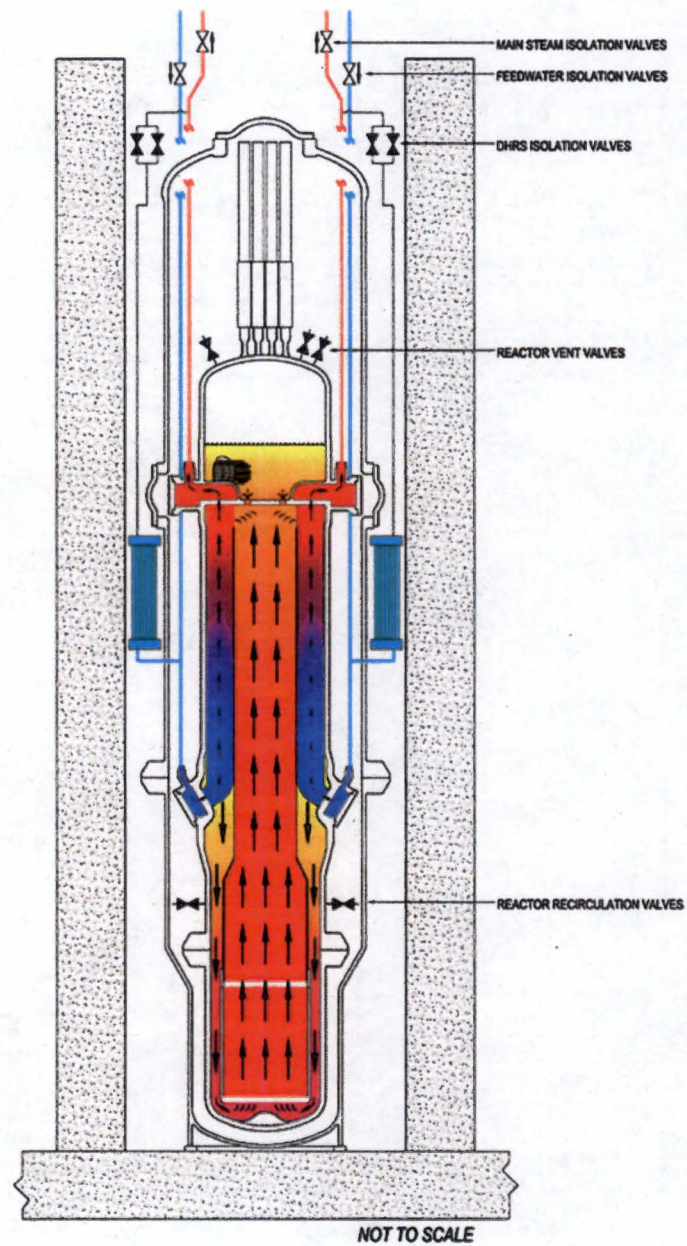 MAIN STEAM ISOLATION VALVES
FEEDWATER ISOLATION VALVES
DHRS ISOLATION VALVES
REACTOR VENT VALVES
REACTOR RECIRCULATION VALVES
NOT TO SCALE